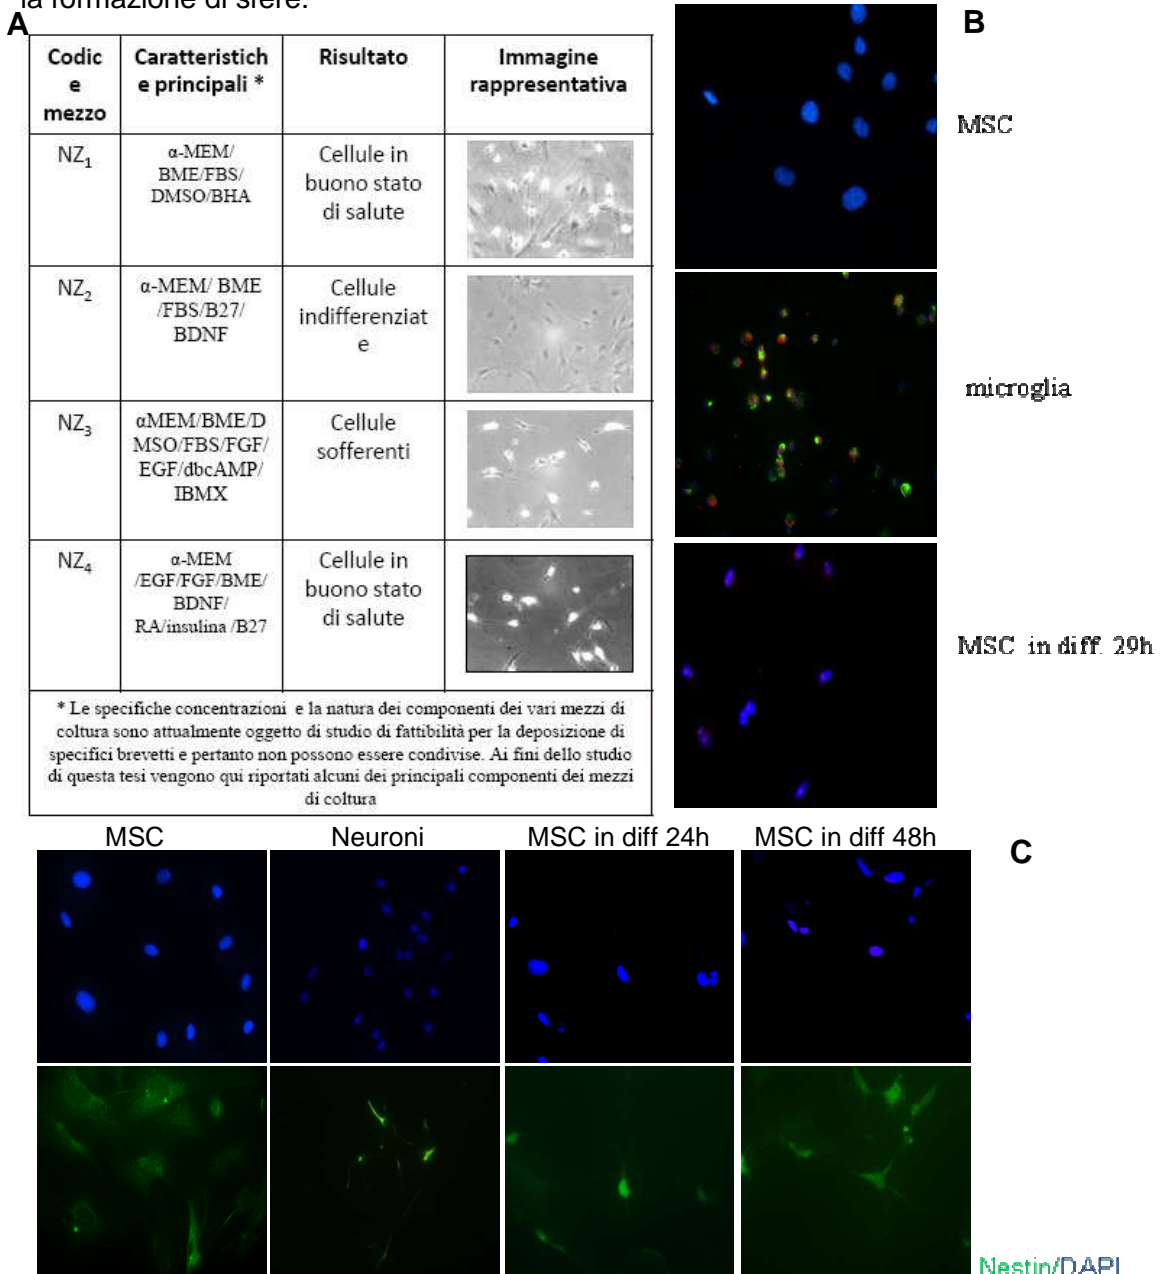 la formazione di sfere.
A
Codic
e
mezzo
Caratteristich
e principali *
Risultato
Immagine
rappresentativa
NZ1
α-MEM/
BME/FBS/
DMSO/BHA
Cellule in
buono stato
di salute
NZ2
α-MEM/ BME
/FBS/B27/
BDNF
Cellule
indifferenziat
e
NZ3
αMEM/BME/D
MSO/FBS/FGF/
EGF/dbcAMP/
IBMX
Cellule
sofferenti
NZ4
α-MEM
/EGF/FGF/BME/
BDNF/
RA/insulina /B27
Cellule in
buono stato
di salute
* Le specifiche concentrazioni e la natura dei componenti dei vari mezzi di
coltura sono attualmente oggetto di studio di fattibilità per la deposizione di
specifici brevetti e pertanto non possono essere condivise. Ai fini dello studio
di questa tesi vengono qui riportati alcuni dei principali componenti dei mezzi
di coltura
B
MSC
microglia
MSC in diff. 29h
MSC
Neuroni
MSC in diff 24h
MSC in diff 48h
C
Nestin/DAPI